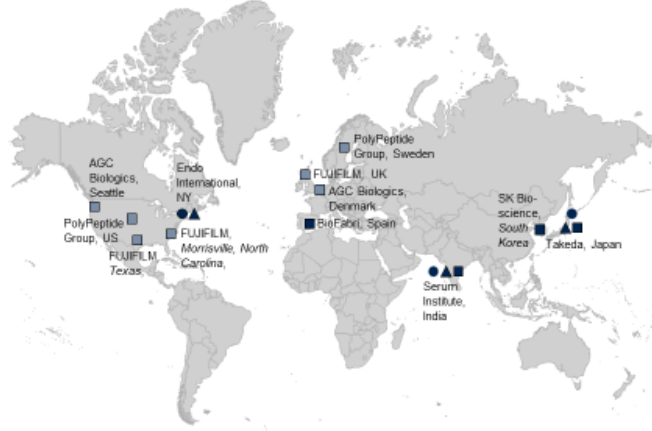 AGC
Biologics,
Seattle
Endo
International,
NY
PolyPeptide
Group, US
FUJIFILM
Texas,
FUJIFILM,
Morrisville, North
Carolina,
PolyPeptide
Group, Sweden
FUJIFILM, UK
AGC Biologics,
Denmark
BioFabri, Spain
Serum
Institute,
India
SK Bio-
science,
South
Korea
Takeda, Japan